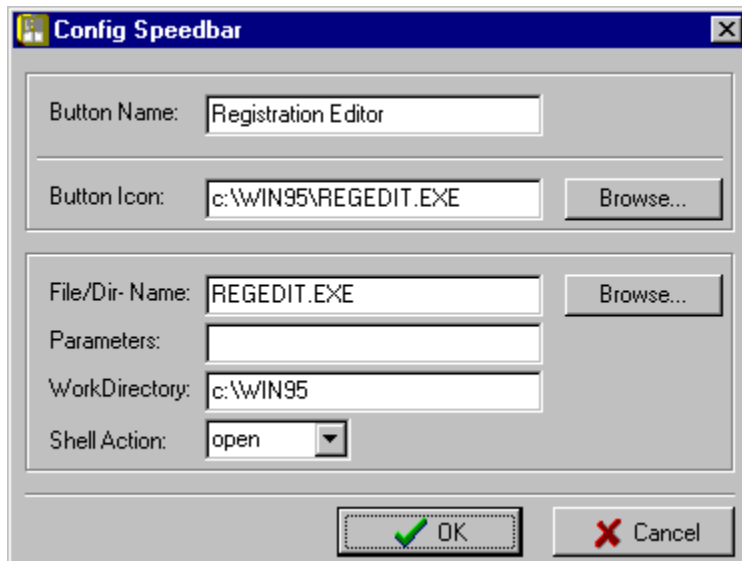 Config Speedbar
Button Name: Registration Editor
Button Icon: c:\WIN95\REGEDIT.EXE Browse...
File/Dir- Name: REGEDIT.EXE Browse...
Parameters:
WorkDirectory: c:\WIN95
Shell Action: open
OK Cancel